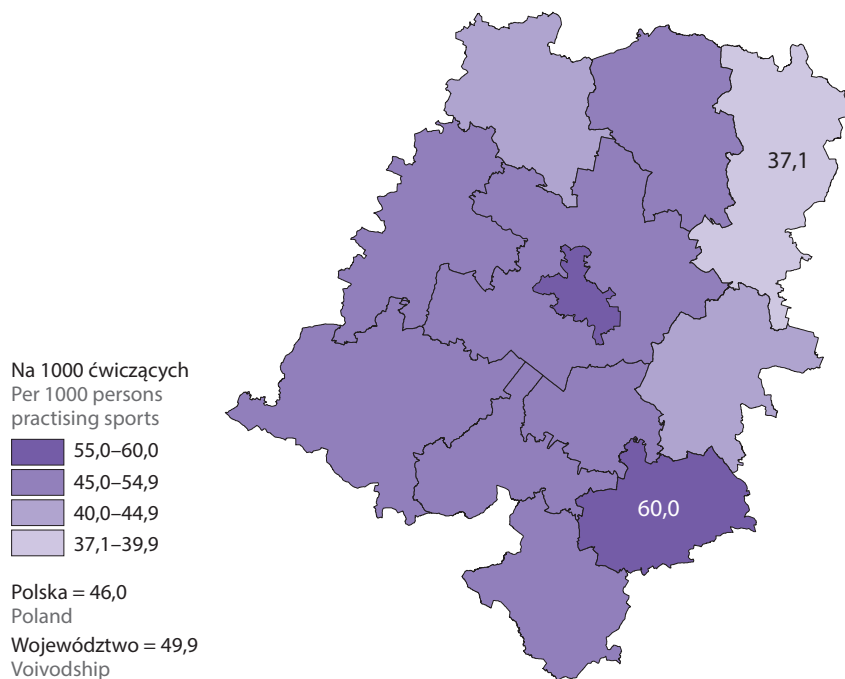 37,1
60,0
Na 1000 ćwiczących
Per 1000 persons
practising sports
55,0–60,0
45,0–54,9
40,0–44,9
37,1–39,9
Polska = 46,0
Poland
Województwo = 49,9
Voivodship